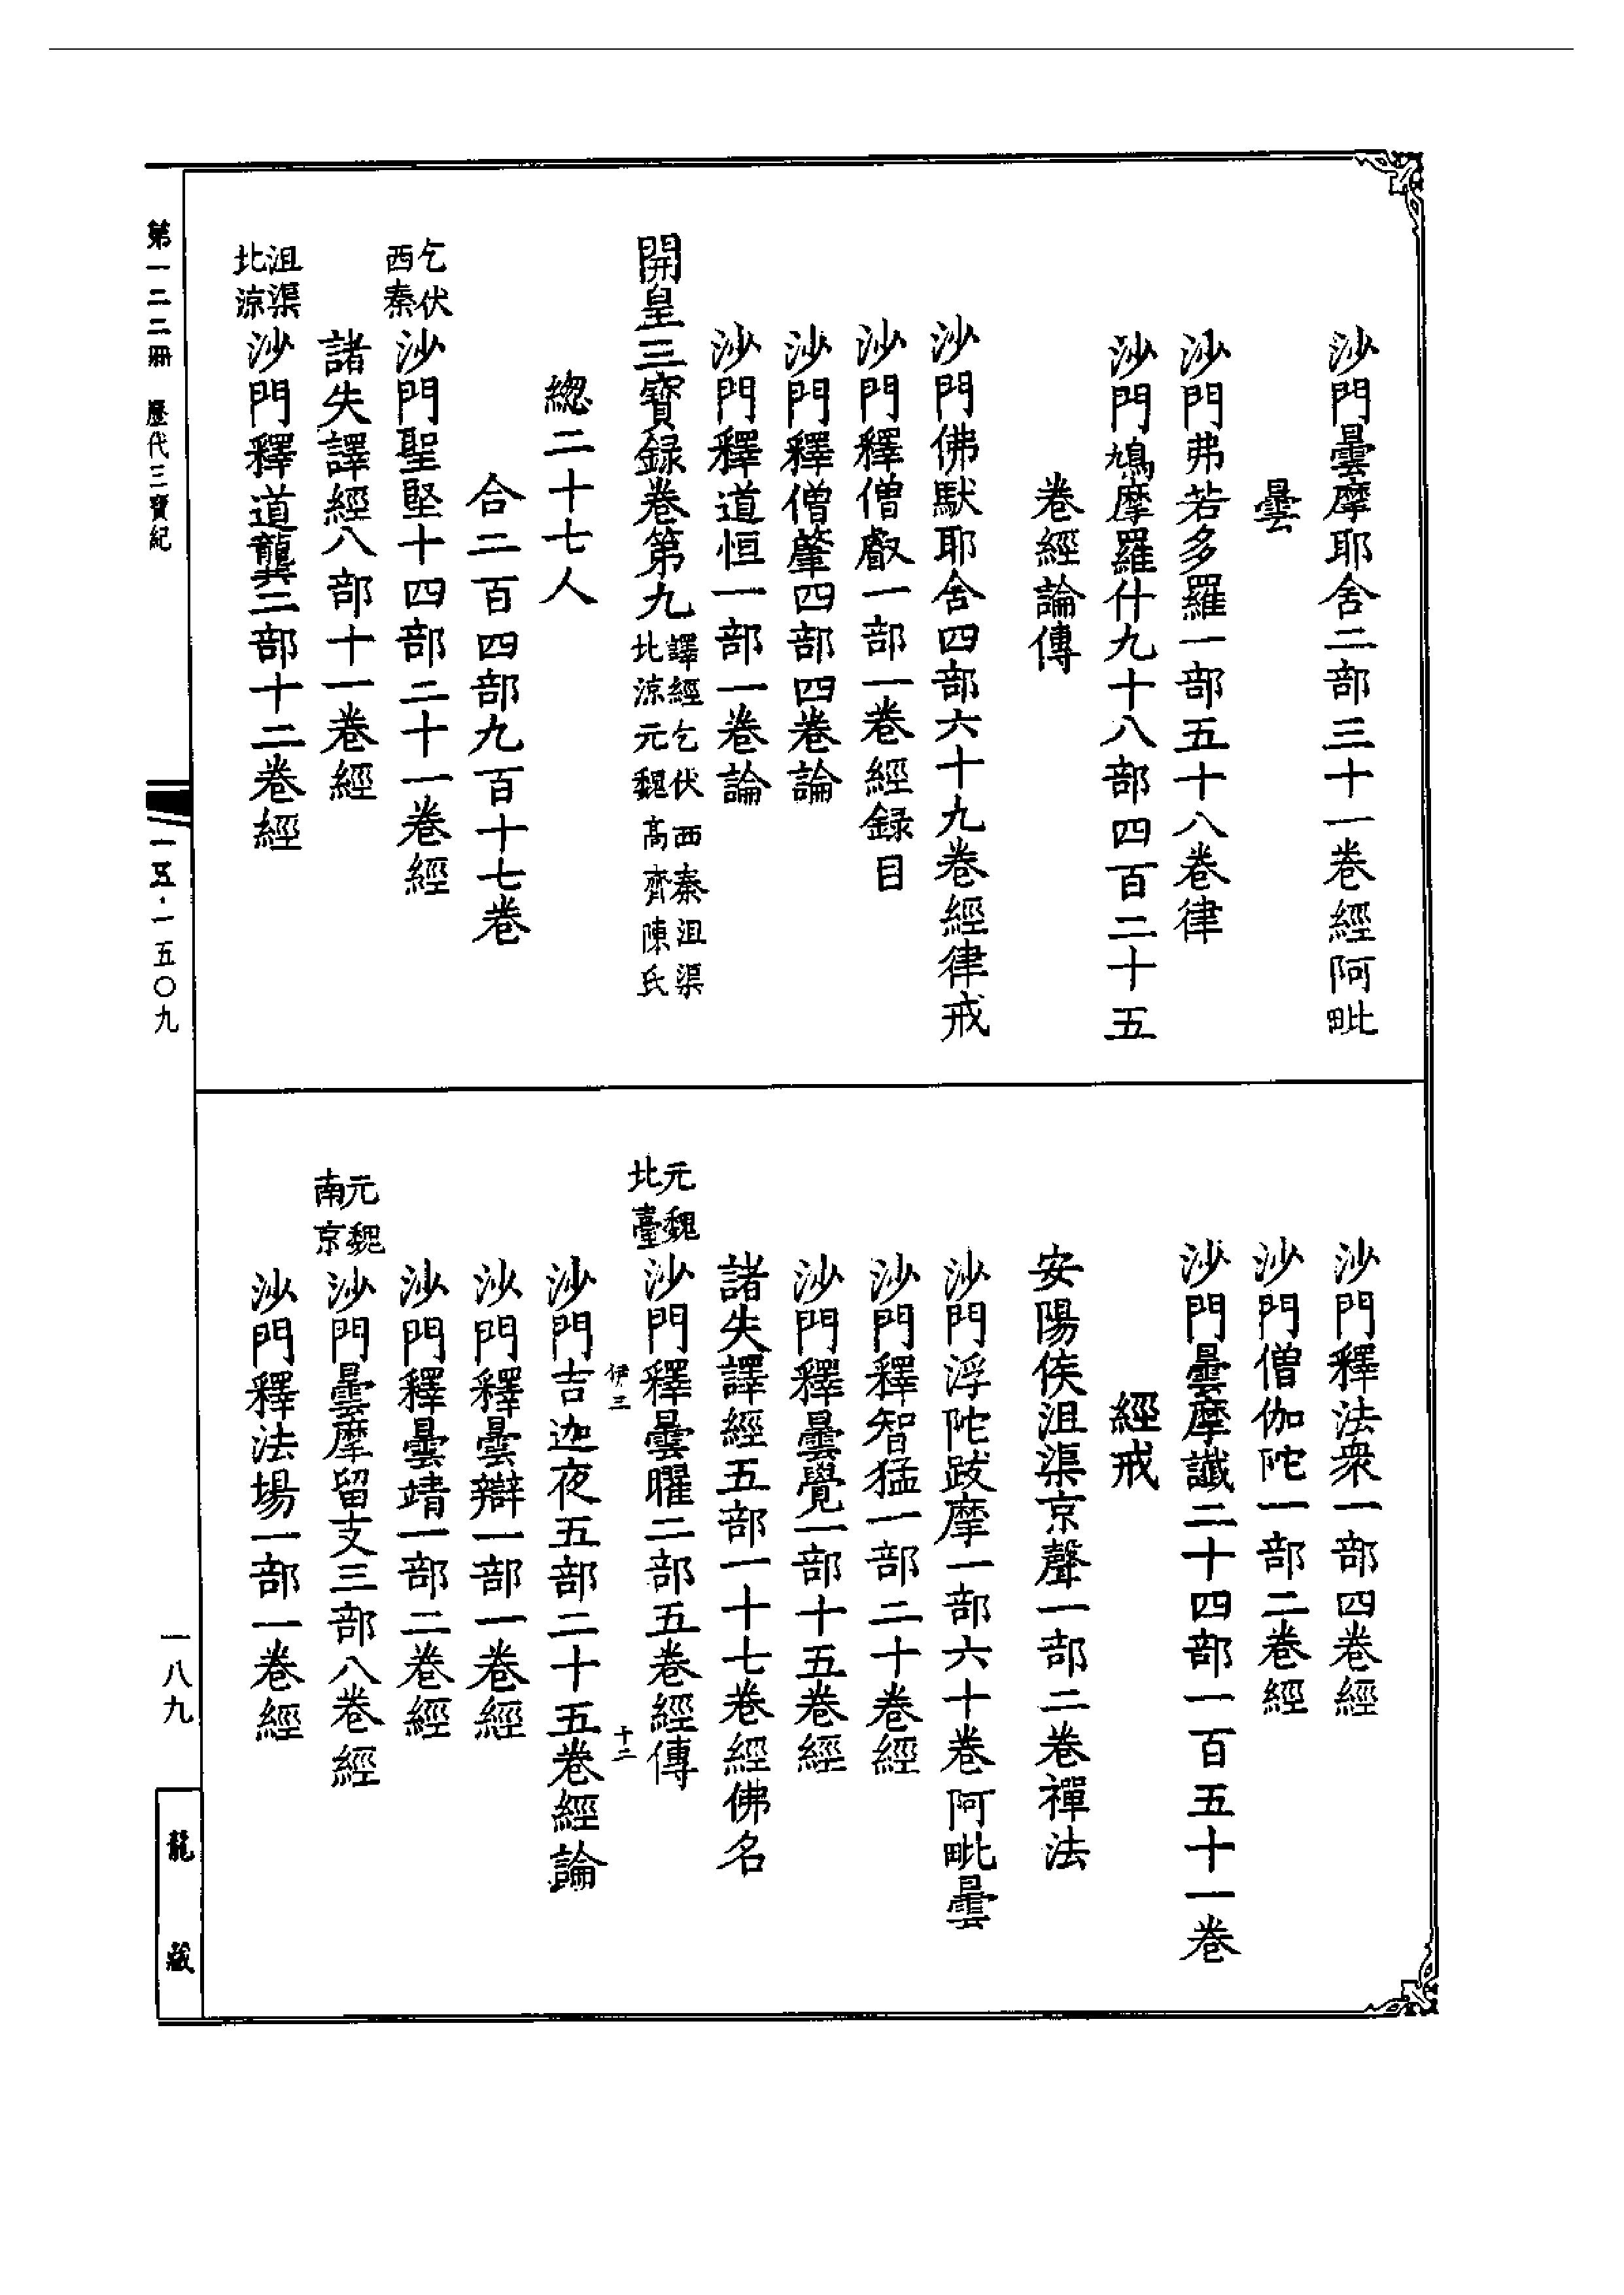 沙門曇摩耶舍二部三十一卷經阿毗
曇
沙門弗若多羅一部五十八卷律
沙門鳩摩羅什九十八部四百二十五
卷經論傳
沙門佛馱耶舍四部六十九卷經律戒
沙門釋僧叡一部一卷經録目
沙門釋僧肇四部四卷論
沙門釋道恒一部一卷論
開皇三寶録卷第九譯經乞伏西秦沮渠
北涼元魏高齊陳氏
總二十七人
合二百四部九百十七卷
乞伏
西秦
沙門聖堅十四部二十一卷經
諸失譯經八部十一卷經
沮渠
北涼
沙門釋道龔二部十二卷經
沙門釋法衆一部四卷經
沙門僧伽陀一部二卷經
沙門曇摩讖二十四部一百五十一卷
經戒
安陽侯沮渠京聲一部二卷禪法
沙門浮陀跋摩一部六十卷阿毗曇
沙門釋智猛一部二十卷經
沙門釋曇覺一部十五卷經
諸失譯經五部一十七卷經佛名
元魏
北臺
沙門釋曇曜二部五卷經傳
伊三 十二
沙門吉迦夜五部二十五卷經論
沙門釋曇辯一部一卷經
沙門釋曇靖一部二卷經
元魏
南京
沙門曇摩留支三部八卷經
沙門釋法場一部一卷經
第一二二冊 歷代三寶紀
一五五·一五〇九
一八九
龍藏